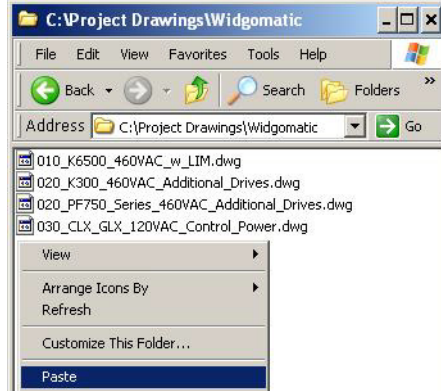 C:\Project Drawings\Widgomatic
File Edit View Favorites Tools Help
Back Search Folders »
Address C:\Project Drawings\Widgomatic Go
010_K6500_460VAC_w_LIM.dwg
020_K300_460VAC_Additional_Drives.dwg
020_PF750_Series_460VAC_Additional_Drives.dwg
030_CLX_GLX_120VAC_Control_Power.dwg
View
Arrange Icons By
Refresh
Customize This Folder...
Paste